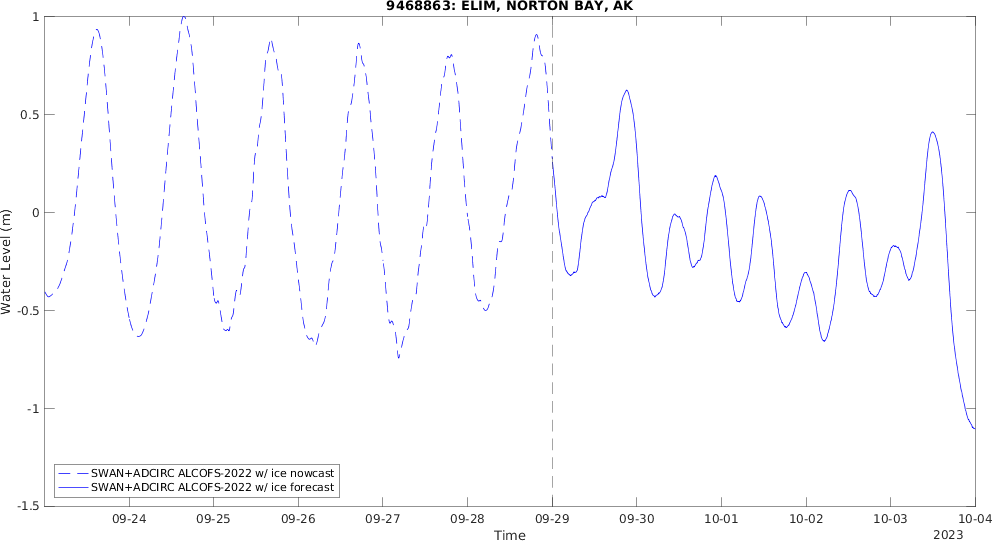 9468863: ELIM, NORTON BAY, AK
1
0.5
0
-0.5
-1
-1.5
Water Level (m)
SWAN+ADCIRC ALCOFS-2022 w/ ice nowcast
SWAN+ADCIRC ALCOFS-2022 w/ ice forecast
09-24 09-25 09-26 09-27 09-28 09-29 09-30 10-01 10-02 10-03 10-04
Time
2023